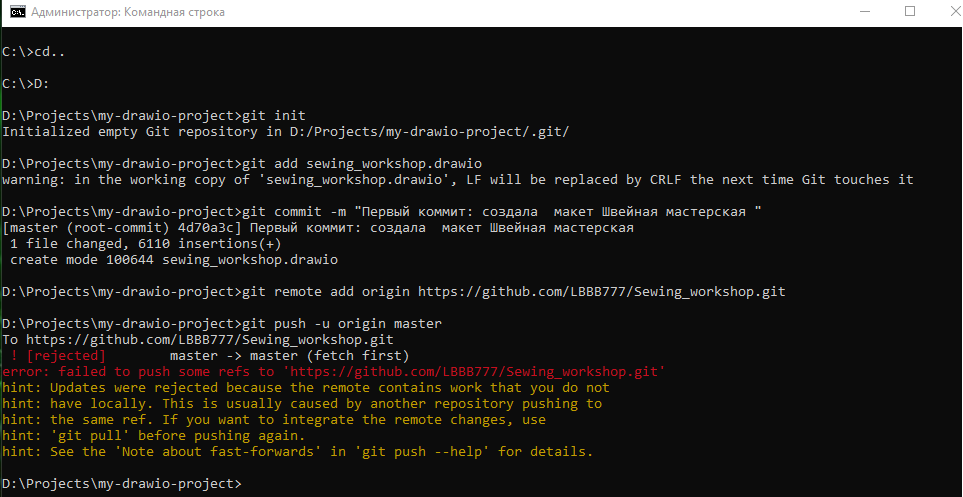 Администратор: Командная строка
C:\>cd..
C:\>D:
D:\Projects\my-drawio-project>git init
Initialized empty Git repository in D:/Projects/my-drawio-project/.git/
D:\Projects\my-drawio-project>git add sewing_workshop.drawio
warning: in the working copy of 'sewing_workshop.drawio', LF will be replaced by CRLF the next time Git touches it
D:\Projects\my-drawio-project>git commit -m "Первый коммит: создала  макет Швейная мастерская "
[master (root-commit) 4d70a3c] Первый коммит: создала  макет Швейная мастерская
 1 file changed, 6110 insertions(+)
 create mode 100644 sewing_workshop.drawio
D:\Projects\my-drawio-project>git remote add origin https://github.com/LBBB777/Sewing_workshop.git
D:\Projects\my-drawio-project>git push -u origin master
To https://github.com/LBBB777/Sewing_workshop.git
 ! [rejected]        master -> master (fetch first)
error: failed to push some refs to 'https://github.com/LBBB777/Sewing_workshop.git'
hint: Updates were rejected because the remote contains work that you do not
hint: have locally. This is usually caused by another repository pushing to
hint: the same ref. If you want to integrate the remote changes, use
hint: 'git pull' before pushing again.
hint: See the 'Note about fast-forwards' in 'git push --help' for details.
D:\Projects\my-drawio-project>